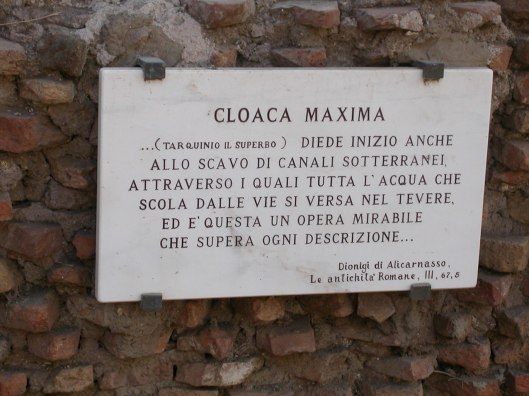 CLOACA MAXIMA
...(TARQUINIO IL SUPERBO) DIEDE INIZIO ANCHE
ALLO SCAVO DI CANALI SOTTERRANEI,
ATTRAVERSO I QUALI TUTTA L'ACQUA CHE
SCOLA DALLE VIE SI VERSA NEL TEVERE,
ED E' QUESTA UN OPERA MIRABILE
CHE SUPERA OGNI DESCRIZIONE...
Dionigi di Alicarnasso,
Le antichità Romane, III, 67,5